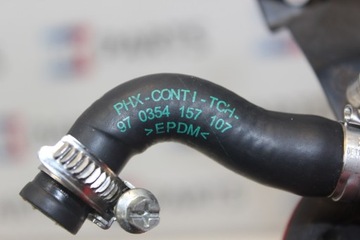 PHX-CONTI-TCH-
97 0354 157 107
>EPDM<